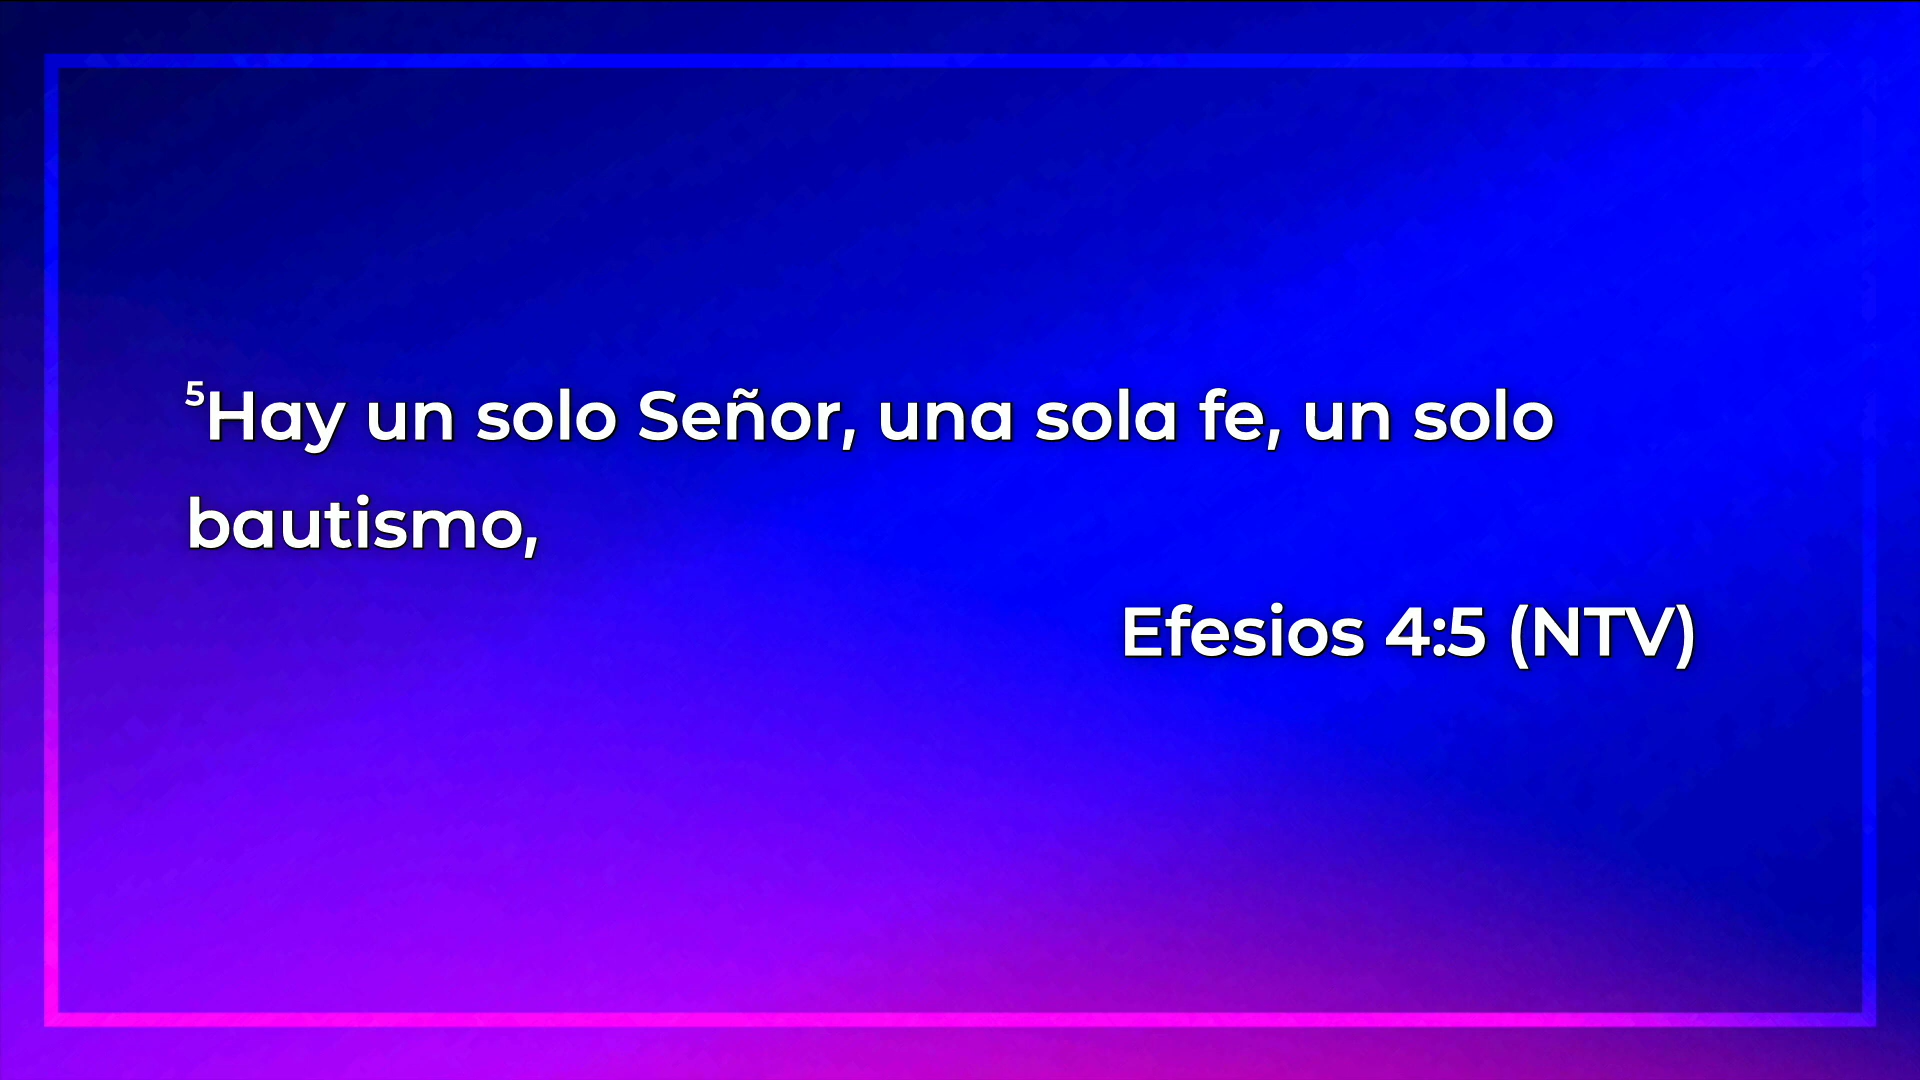 ⁵Hay un solo Señor, una sola fe, un solo
bautismo,
Efesios 4:5 (NTV)